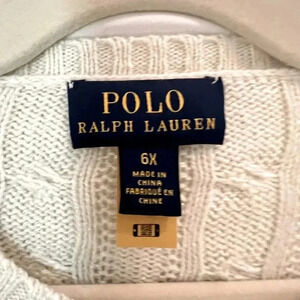 POLO
RALPH LAUREN
6X
MADE IN
CHINA
FABRIQUÉ EN
CHINE